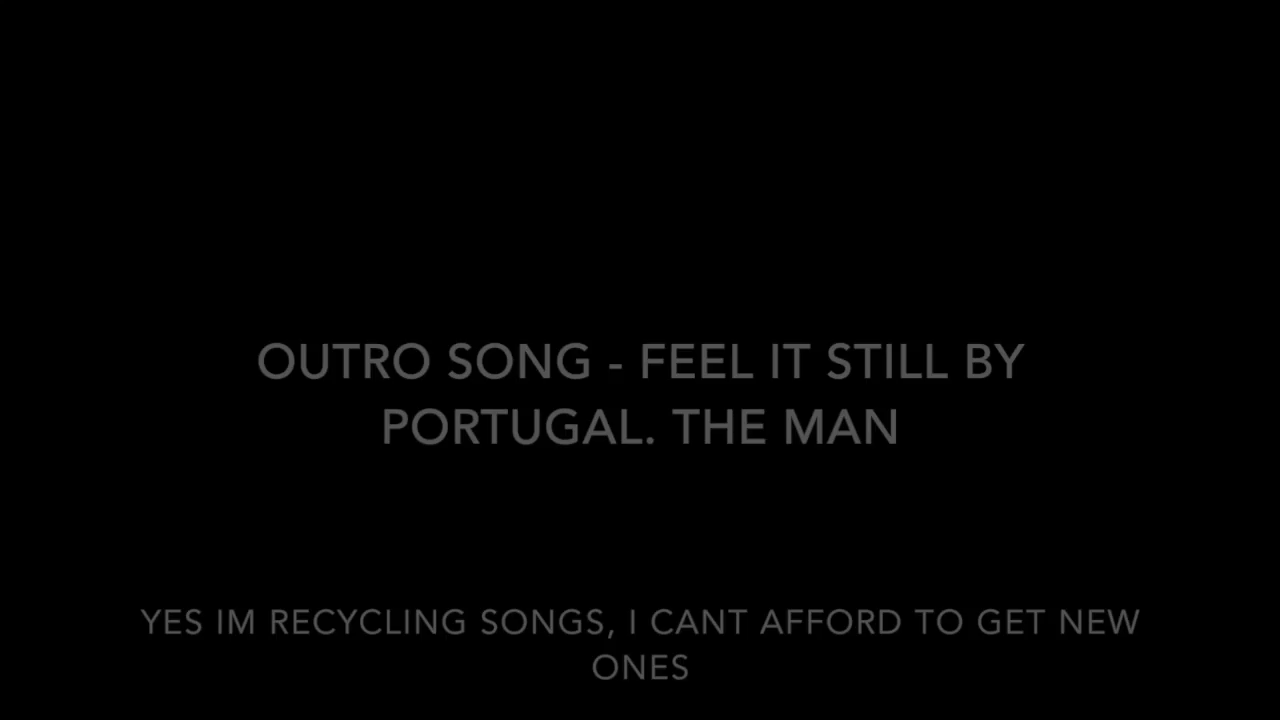 OUTRO SONG - FEEL IT STILL BY
PORTUGAL. THE MAN
YES IM RECYCLING SONGS, I CANT AFFORD TO GET NEW
ONES